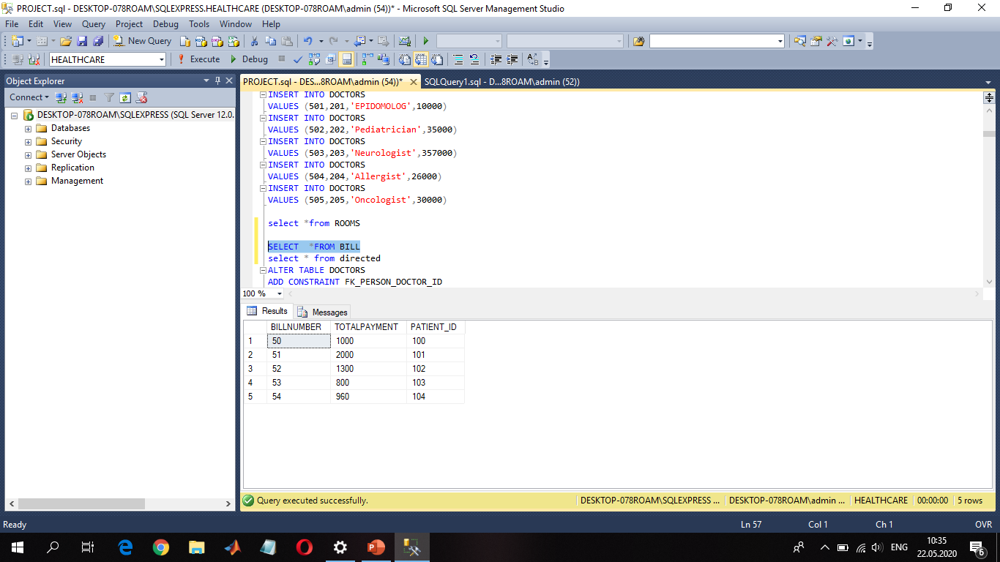 PROJECT.sql - DESKTOP-078ROAM\SQLEXPRESS.HEALTHCARE (DESKTOP-078ROAM\admin (54))* - Microsoft SQL Server Management Studio
File Edit View Query Project Debug Tools Window Help
New Query
HEALTHCARE Execute Debug
Object Explorer
Connect
DESKTOP-078ROAM\SQLEXPRESS (SQL Server 12.0.
Databases
Security
Server Objects
Replication
Management
PROJECT.sql - DES...8ROAM\admin (54))* SQLQuery1.sql - D...8ROAM\admin (52))
INSERT INTO DOCTORS
VALUES (501,201,'EPIDOMOLOG',10000)
INSERT INTO DOCTORS
VALUES (502,202,'Pediatrician',35000)
INSERT INTO DOCTORS
VALUES (503,203,'Neurologist',357000)
INSERT INTO DOCTORS
VALUES (504,204,'Allergist',26000)
INSERT INTO DOCTORS
VALUES (505,205,'Oncologist',30000)
select *from ROOMS
SELECT  *FROM BILL
select * from directed
ALTER TABLE DOCTORS
ADD CONSTRAINT FK_PERSON_DOCTOR_ID
100 %
Results Messages
BILLNUMBER TOTALPAYMENT PATIENT_ID
1 50 1000 100
2 51 2000 101
3 52 1300 102
4 53 800 103
5 54 960 104
Query executed successfully. DESKTOP-078ROAM\SQLEXPRESS ... DESKTOP-078ROAM\admin ... HEALTHCARE 00:00:00 5 rows
Ready Ln 57 Col 1 Ch 1 OVR
ENG 10:35
22.05.2020 6